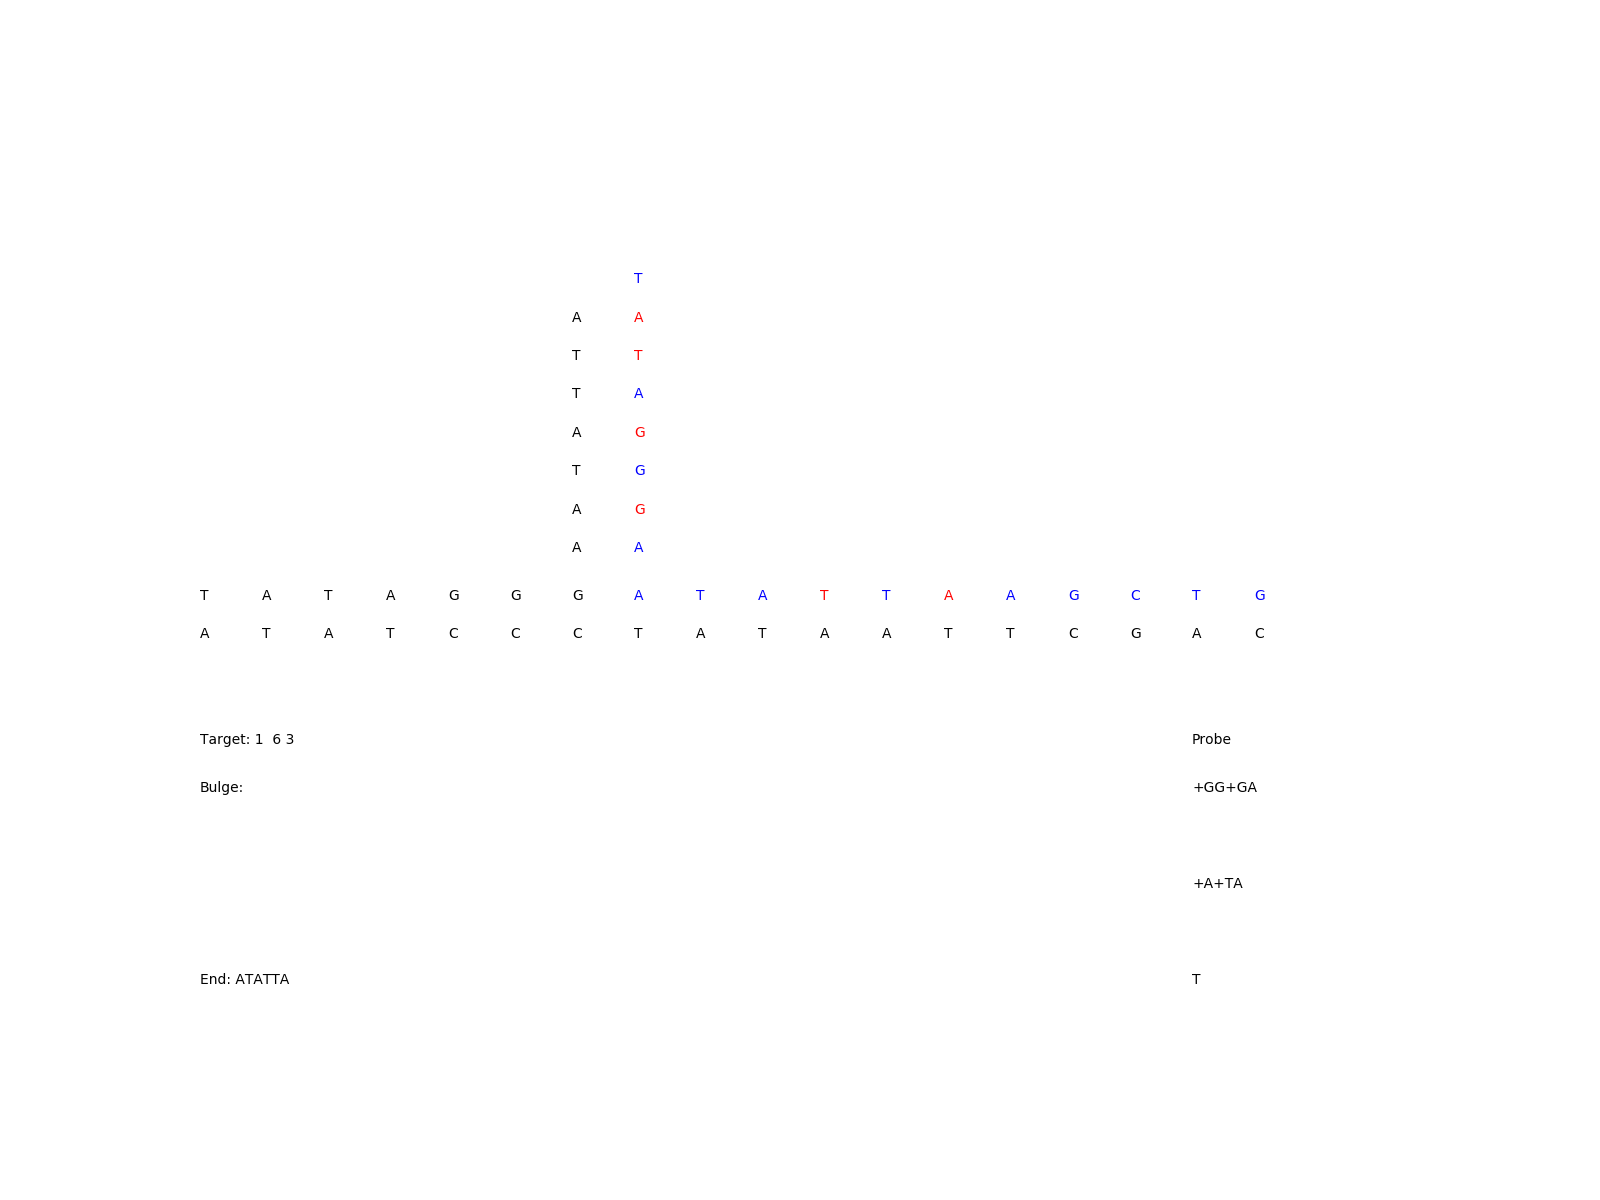 T
A A
T T
T A
A G
T G
A G
A A
T A T A G G G A T A T T A A G C T G
A T A T C C C T A T A A T T C G A C
Target: 1  6 3 Probe
Bulge: +GG+GA
+A+TA
End: ATATTA T